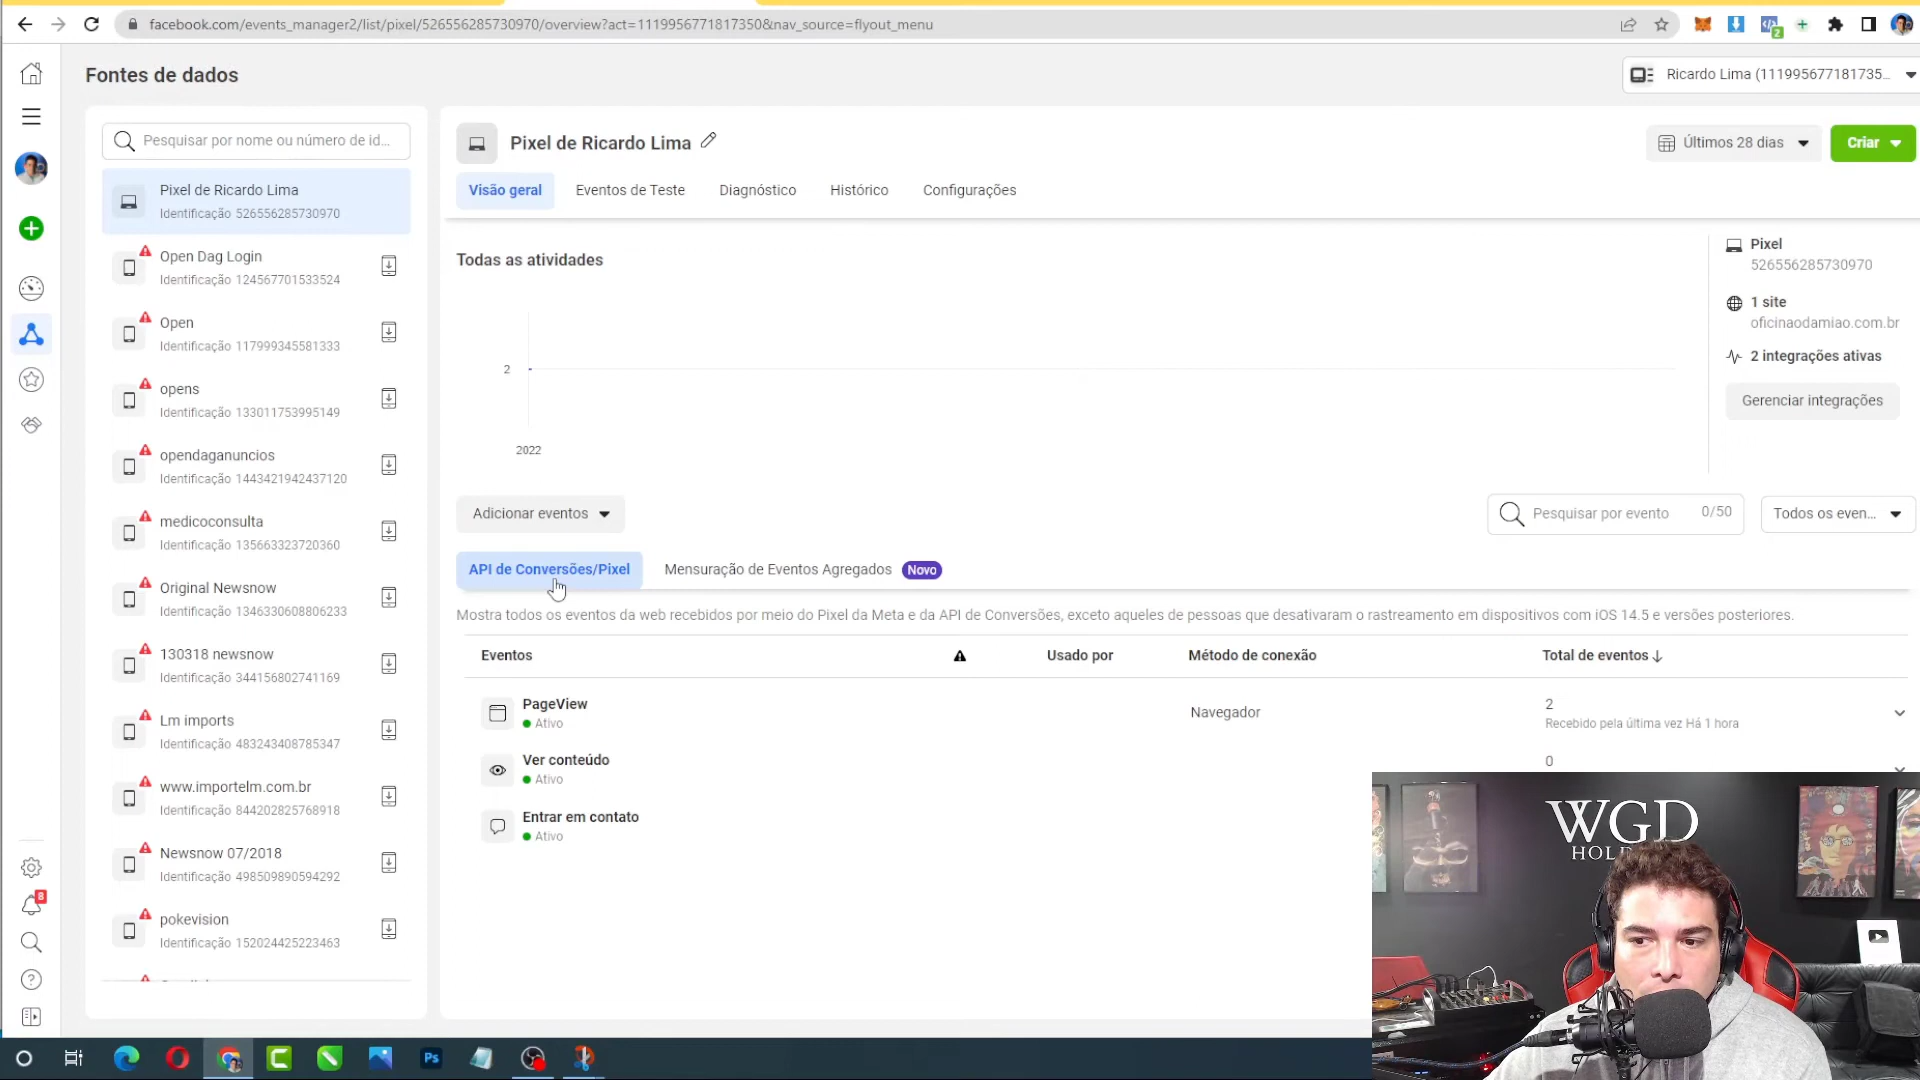 facebook.com/events_manager2/list/pixel/526556285730970/overview?act=1119956771817350&nav_source=flyout_menu
2
Fontes de dados
Ricardo Lima (111995677181735...
Pesquisar por nome ou número de id...
Pixel de Ricardo Lima
Identificação 526556285730970
Open Dag Login
Identificação 124567701533524
Open
Identificação 117999345581333
opens
Identificação 133011753995149
opendaganuncios
Identificação 1443421942437120
medicoconsulta
Identificação 135663323720360
Original Newsnow
Identificação 1346330608806233
130318 newsnow
Identificação 344156802741169
Lm imports
Identificação 483243408785347
www.importelm.com.br
Identificação 844202825768918
Newsnow 07/2018
Identificação 498509890594292
pokevision
Identificação 152024425223463
8
Pixel de Ricardo Lima
Últimos 28 dias
Criar
Visão geral
Eventos de Teste
Diagnóstico
Histórico
Configurações
Todas as atividades
2
2022
Pixel
526556285730970
1 site
oficinaodamiao.com.br
2 integrações ativas
Gerenciar integrações
Adicionar eventos
Pesquisar por evento
0/50
Todos os even...
API de Conversões/Pixel
Mensuração de Eventos Agregados
Novo
Mostra todos os eventos da web recebidos por meio do Pixel da Meta e da API de Conversões, exceto aqueles de pessoas que desativaram o rastreamento em dispositivos com iOS 14.5 e versões posteriores.
Eventos
Usado por
Método de conexão
Total de eventos
PageView
Ativo
Navegador
2
Recebido pela última vez Há 1 hora
Ver conteúdo
Ativo
0
Entrar em contato
Ativo
WGD
Ps